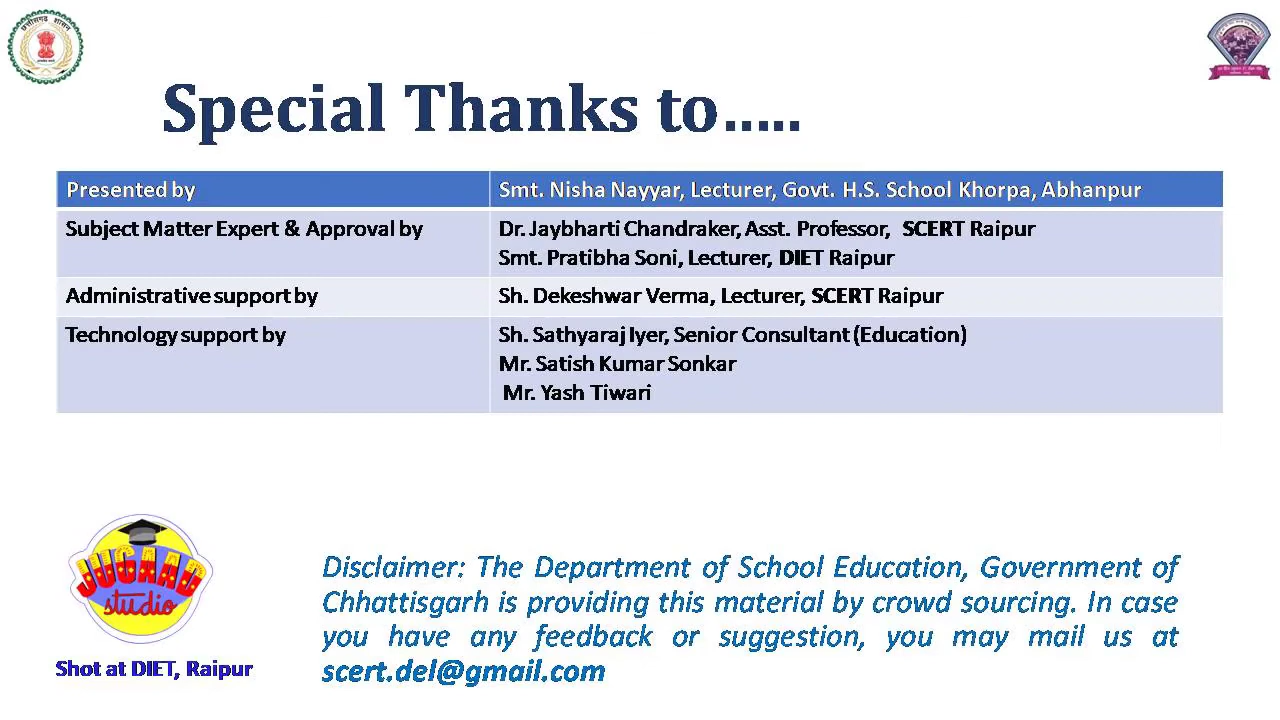 छत्तीसगढ़ शासन
Special Thanks to.....
Presented by
Smt. Nisha Nayyar, Lecturer, Govt. H.S. School Khorpa, Abhanpur
Subject Matter Expert & Approval by
Dr. Jaybharti Chandraker, Asst. Professor, SCERT Raipur
Smt. Pratibha Soni, Lecturer, DIET Raipur
Administrative support by
Sh. Dekeshwar Verma, Lecturer, SCERT Raipur
Technology support by
Sh. Sathyaraj Iyer, Senior Consultant (Education)
Mr. Satish Kumar Sonkar
Mr. Yash Tiwari
JUGAAD
studio
Shot at DIET, Raipur
Disclaimer: The Department of School Education, Government of
Chhattisgarh is providing this material by crowd sourcing. In case
you have any feedback or suggestion, you may mail us at
scert.del@gmail.com